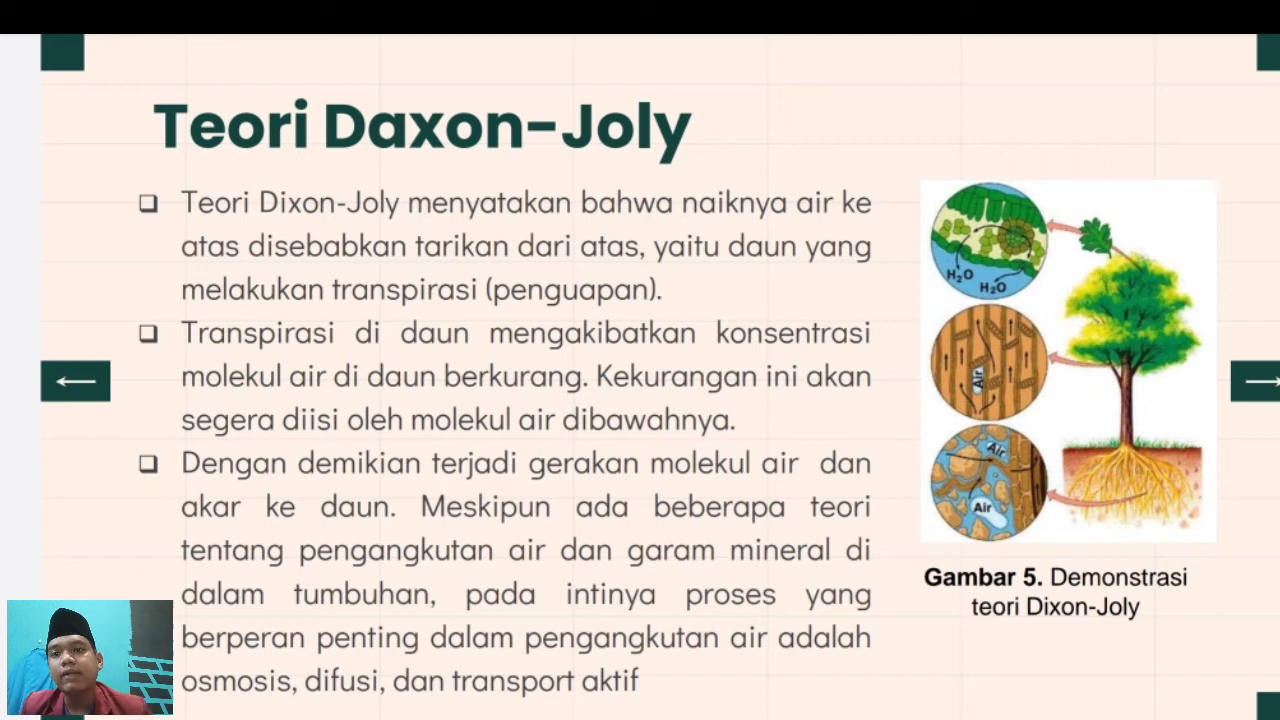 Teori Daxon-Joly
Teori Dixon-Joly menyatakan bahwa naiknya air ke
atas disebabkan tarikan dari atas, yaitu daun yang
melakukan transpirasi (penguapan).
Transpirasi di daun mengakibatkan konsentrasi
molekul air di daun berkurang. Kekurangan ini akan
segera diisi oleh molekul air dibawahnya.
Dengan demikian terjadi gerakan molekul air dan
akar ke daun. Meskipun ada beberapa teori
tentang pengangkutan air dan garam mineral di
dalam tumbuhan, pada intinya proses yang
berperan penting dalam pengangkutan air adalah
osmosis, difusi, dan transport aktif
H₂O
H₂O
Air
Air
Air
Gambar 5. Demonstrasi
teori Dixon-Joly